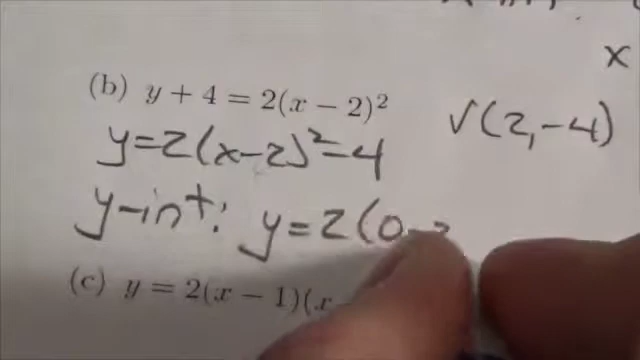 x
(b) y + 4 = 2(x − 2)²
√(2,−4)
y=2(x−2)²−4
y−int: y=2(0−
(c) y = 2(x − 1)(x